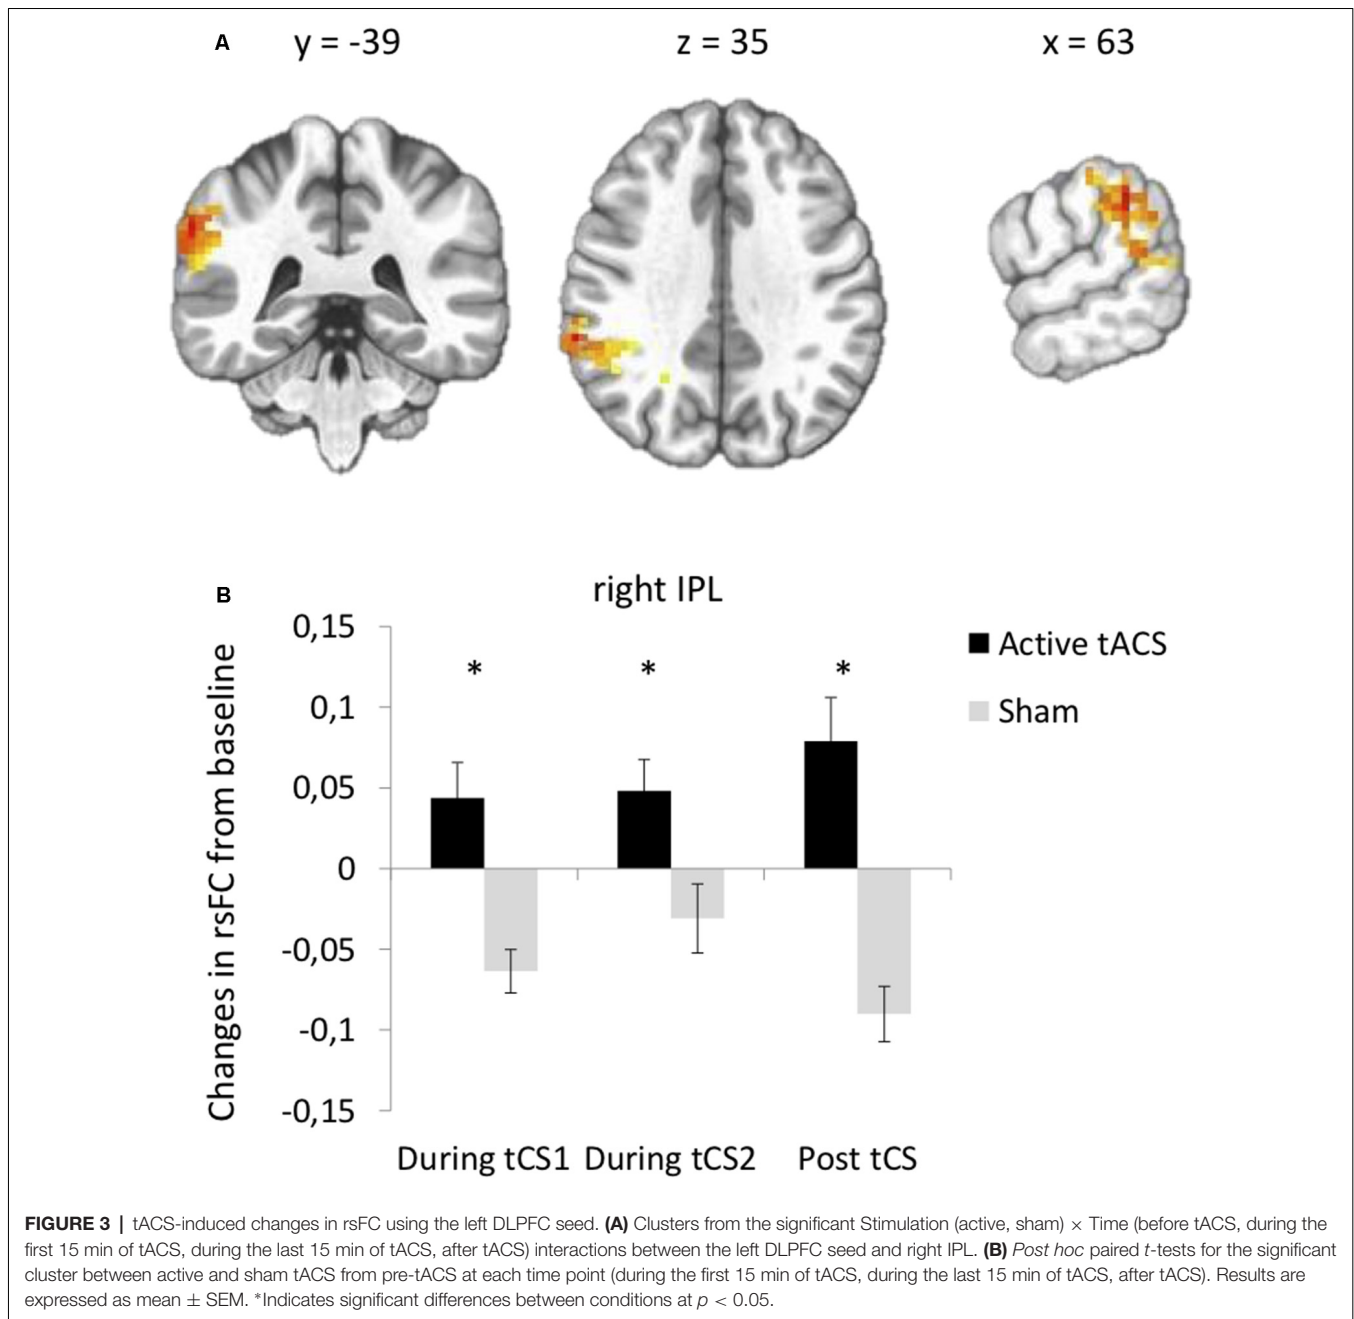 A
y = -39
z = 35
x = 63
B
right IPL
Changes in rsFC from baseline
0,15
0,1
0,05
0
-0,05
-0,1
-0,15
*
*
*
Active tACS
Sham
During tCS1 During tCS2 Post tCS
FIGURE 3 | tACS-induced changes in rsFC using the left DLPFC seed. (A) Clusters from the significant Stimulation (active, sham) × Time (before tACS, during the
first 15 min of tACS, during the last 15 min of tACS, after tACS) interactions between the left DLPFC seed and right IPL. (B) Post hoc paired t-tests for the significant
cluster between active and sham tACS from pre-tACS at each time point (during the first 15 min of tACS, during the last 15 min of tACS, after tACS). Results are
expressed as mean ± SEM. *Indicates significant differences between conditions at p < 0.05.